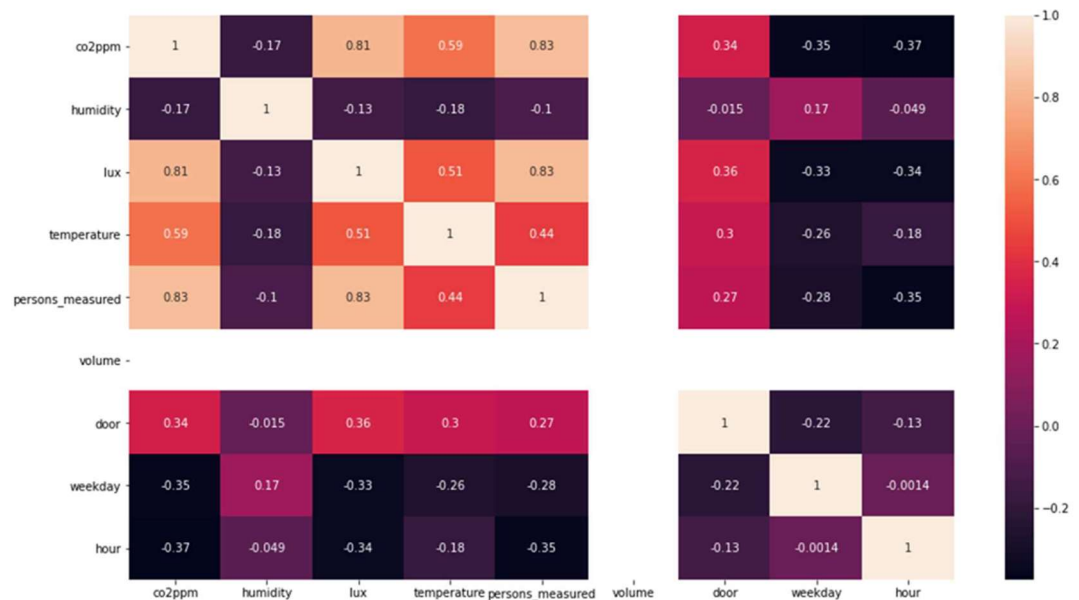 co2ppm 1 -0.17 0.81 0.59 0.83 0.34 -0.35 -0.37
humidity -0.17 1 -0.13 -0.18 -0.1 -0.015 0.17 -0.049
lux 0.81 -0.13 1 0.51 0.83 0.36 -0.33 -0.34
temperature 0.59 -0.18 0.51 1 0.44 0.3 -0.26 -0.18
persons_measured 0.83 -0.1 0.83 0.44 1 0.27 -0.28 -0.35
volume
door 0.34 -0.015 0.36 0.3 0.27 1 -0.22 -0.13
weekday -0.35 0.17 -0.33 -0.26 -0.28 -0.22 1 -0.0014
hour -0.37 -0.049 -0.34 -0.18 -0.35 -0.13 -0.0014 1
co2ppm humidity lux temperature persons_measured volume door weekday hour
1.0
0.8
0.6
0.4
0.2
0.0
-0.2